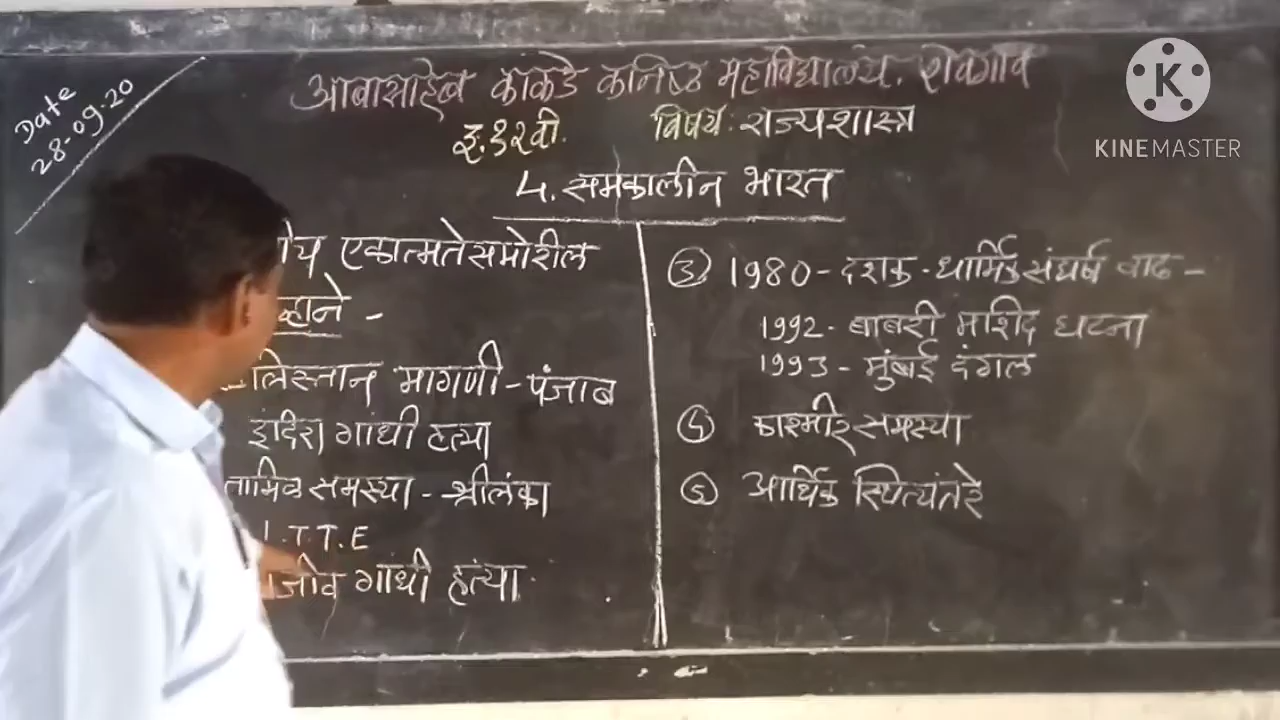 Date
28-09-20
आबासाहेब काकडे कनिष्ठ महाविद्यालय. शेवगाव
इ.१२वी. विषय: राज्यशास्त्र
4. समकालीन भारत
एकात्मतेसमोरील
मागणी - पंजाब
इंदिरा गांधी हत्या
तामिळ समस्या - श्रीलंका
.T.T.E
गांधी हत्या.
③ 1980 - दशक - धार्मिक संघर्ष वाढ -
1992 - बाबरी मशिद घटना
1993 - मुंबई दंगल
④ काश्मीर समस्या
⑤ आर्थिक स्थित्यंतरे
K
KINEMASTER